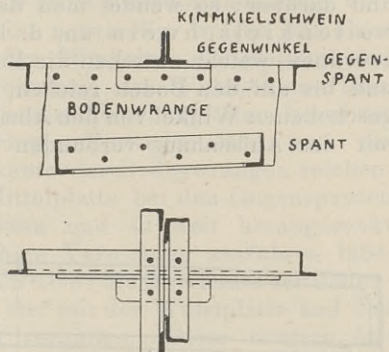 KIMMKIELSCHWEIN
GEGENWINKEL
GEGEN-
SPANT
BODENWRANGE
SPANT